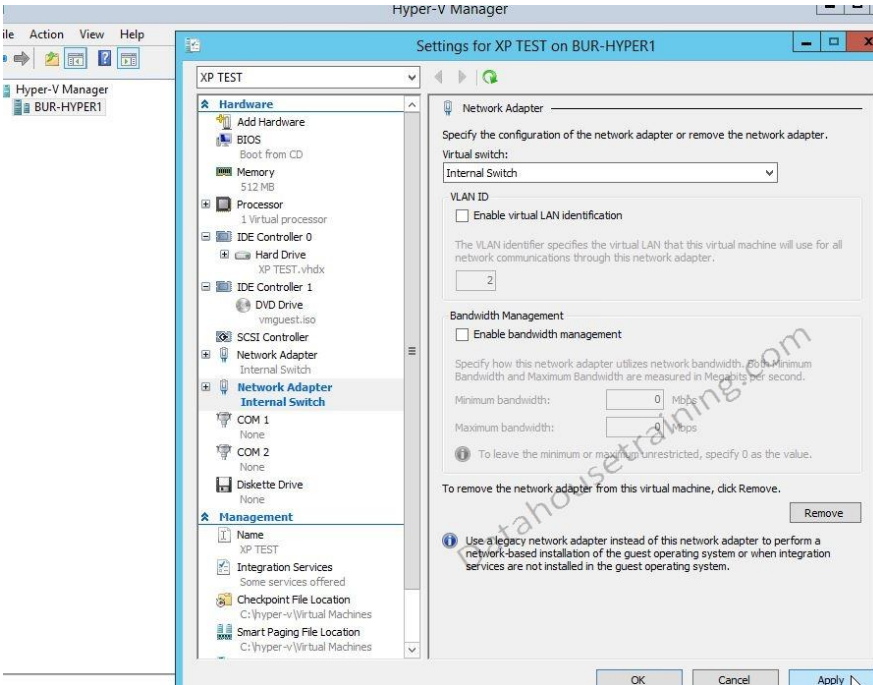 Hyper-V Manager
ile Action View Help
Hyper-V Manager
BUR-HYPER1
Settings for XP TEST on BUR-HYPER1
XP TEST
Hardware
Add Hardware
BIOS
Boot from CD
Memory
512 MB
Processor
1 Virtual processor
IDE Controller 0
Hard Drive
XP TEST.vhdx
IDE Controller 1
DVD Drive
vmguest.iso
SCSI Controller
Network Adapter
Internal Switch
Network Adapter
Internal Switch
COM 1
None
COM 2
None
Diskette Drive
None
Management
Name
XP TEST
Integration Services
Some services offered
Checkpoint File Location
C:\hyper-v\Virtual Machines
Smart Paging File Location
C:\hyper-v\Virtual Machines
Network Adapter
Specify the configuration of the network adapter or remove the network adapter.
Virtual switch:
Internal Switch
VLAN ID
Enable virtual LAN identification
The VLAN identifier specifies the virtual LAN that this virtual machine will use for all
network communications through this network adapter.
2
Bandwidth Management
Enable bandwidth management
Specify how this network adapter utilizes network bandwidth. Both Minimum
Bandwidth and Maximum Bandwidth are measured in Megabits per second.
Minimum bandwidth: 0 Mbps
Maximum bandwidth: 0 Mbps
To leave the minimum or maximum unrestricted, specify 0 as the value.
To remove the network adapter from this virtual machine, click Remove.
Remove
Use a legacy network adapter instead of this network adapter to perform a
network-based installation of the guest operating system or when integration
services are not installed in the guest operating system.
OK Cancel Apply
Datahousetraining.com